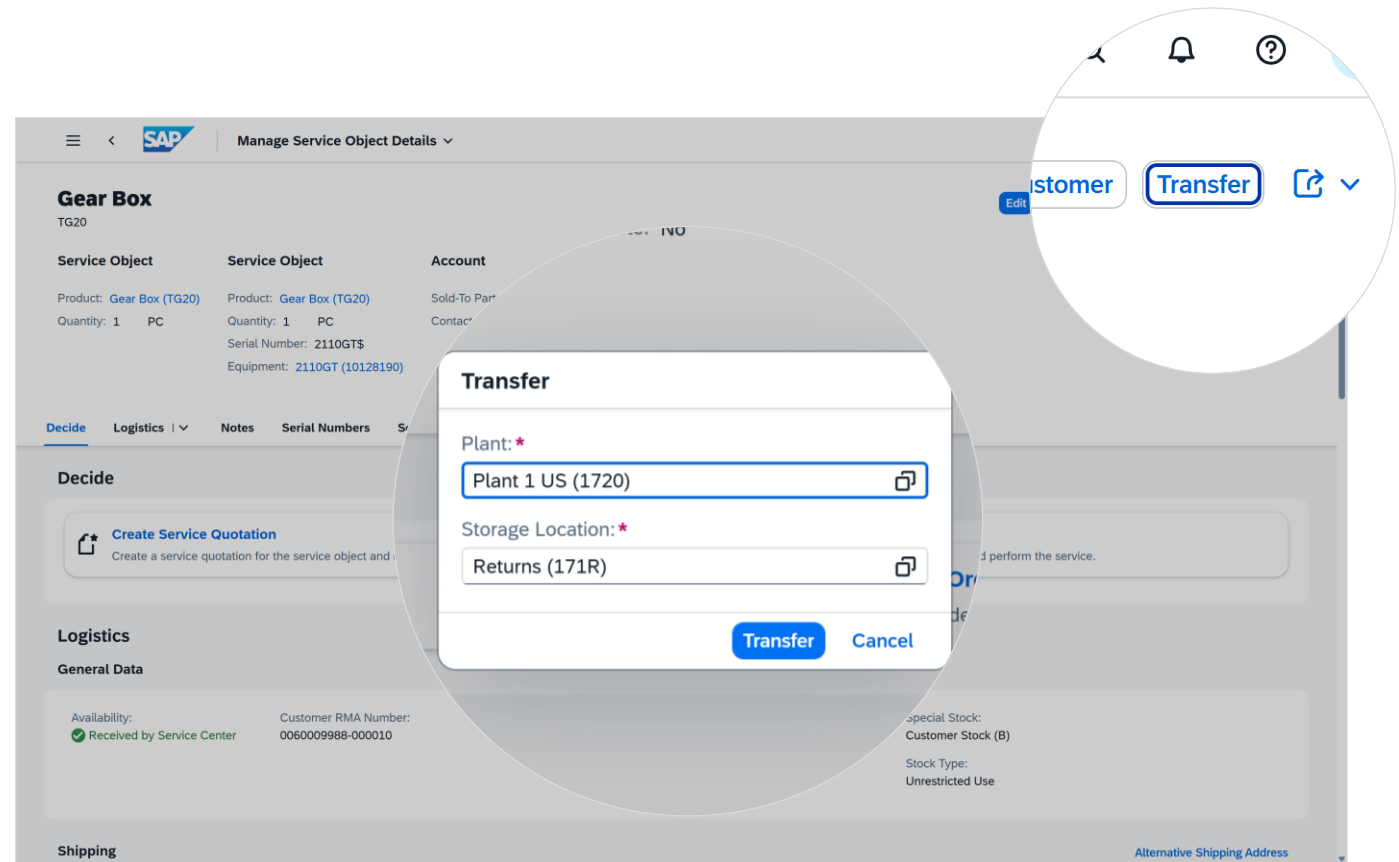 SAP
Manage Service Object Details
Gear Box
TG20
Edit
Transfer
Service Object
Service Object
Account
No
Product: Gear Box (TG20)
Product: Gear Box (TG20)
Sold-To
Quantity: 1 PC
Quantity: 1 PC
Serial Number: 2110GT$
Equipment: 2110GT (10128190)
Decide
Logistics
Notes
Serial Numbers
Transfer
Plant:*
Plant 1 US (1720)
Storage Location:*
Returns (171R)
Transfer
Cancel
Decide
Create Service Quotation
Create a service quotation for the service object and
perform the service.
Logistics
General Data
Availability:
Received by Service Center
Customer RMA Number:
0060009988-000010
Special Stock:
Customer Stock (B)
Stock Type:
Unrestricted Use
Shipping
Alternative Shipping Address